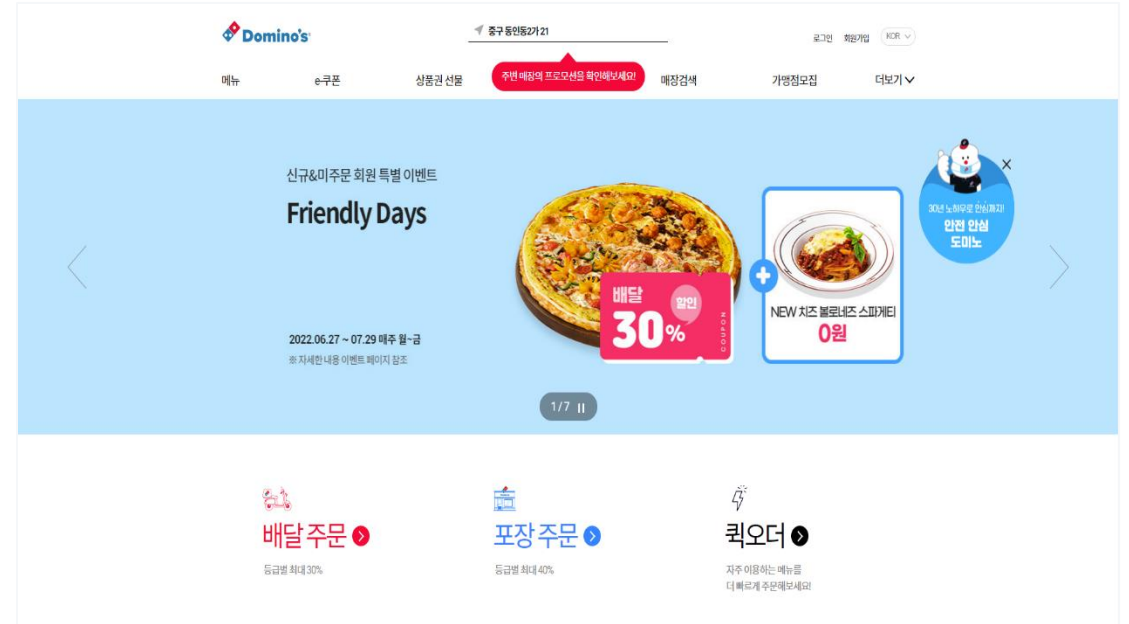 Domino's
중구 동인동2가 21
로그인 회원가입 KOR
메뉴 e-쿠폰 상품권 선물 매장검색 가맹점모집 더보기
주변 매장의 프로모션을 확인해보세요!
신규&미주문 회원 특별 이벤트
Friendly Days
2022.06.27 ~ 07.29 매주 월~금
※ 자세한 내용 이벤트 페이지 참조
배달 할인
30%
COUPON
NEW 치즈 볼로네즈 스파게티
0원
30년 노하우로 안심까지!
안전 안심
도미노
1/7
배달 주문
등급별 최대 30%
포장 주문
등급별 최대 40%
퀵오더
자주 이용하는 메뉴를
더 빠르게 주문해보세요!